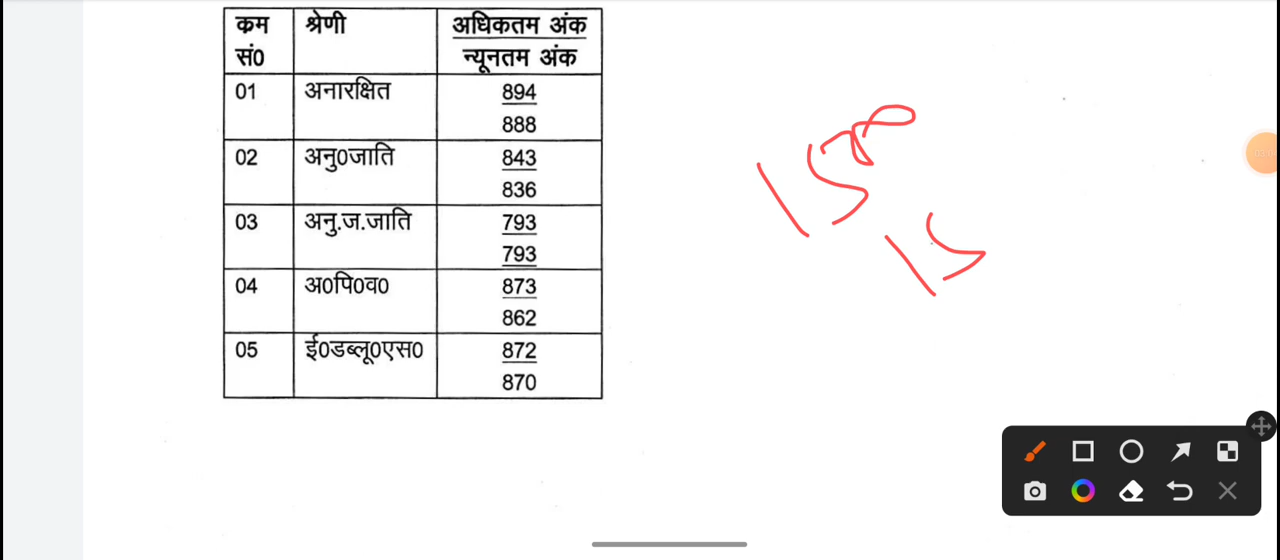 क्रम सं0 श्रेणी अधिकतम अंक
न्यूनतम अंक
01 अनारक्षित 894
888
02 अनु0जाति 843
836
03 अनु.ज.जाति 793
793
04 अ0पि0व0 873
862
05 ई0डब्लू0एस0 872
870
15